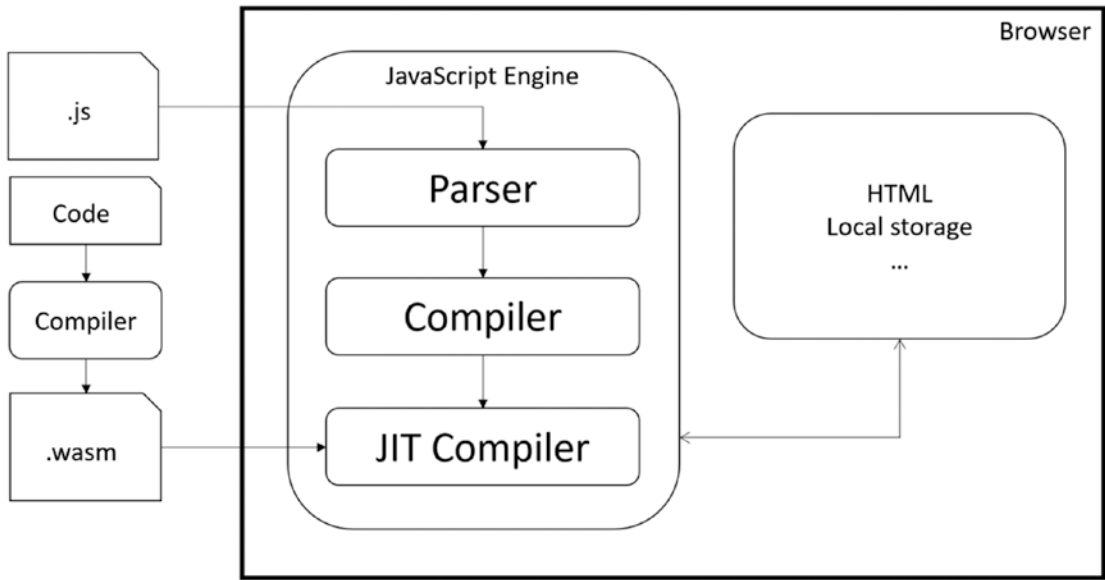 Browser
JavaScript Engine
.js
Parser
HTML
Local storage
...
Code
Compiler
Compiler
.wasm
JIT Compiler